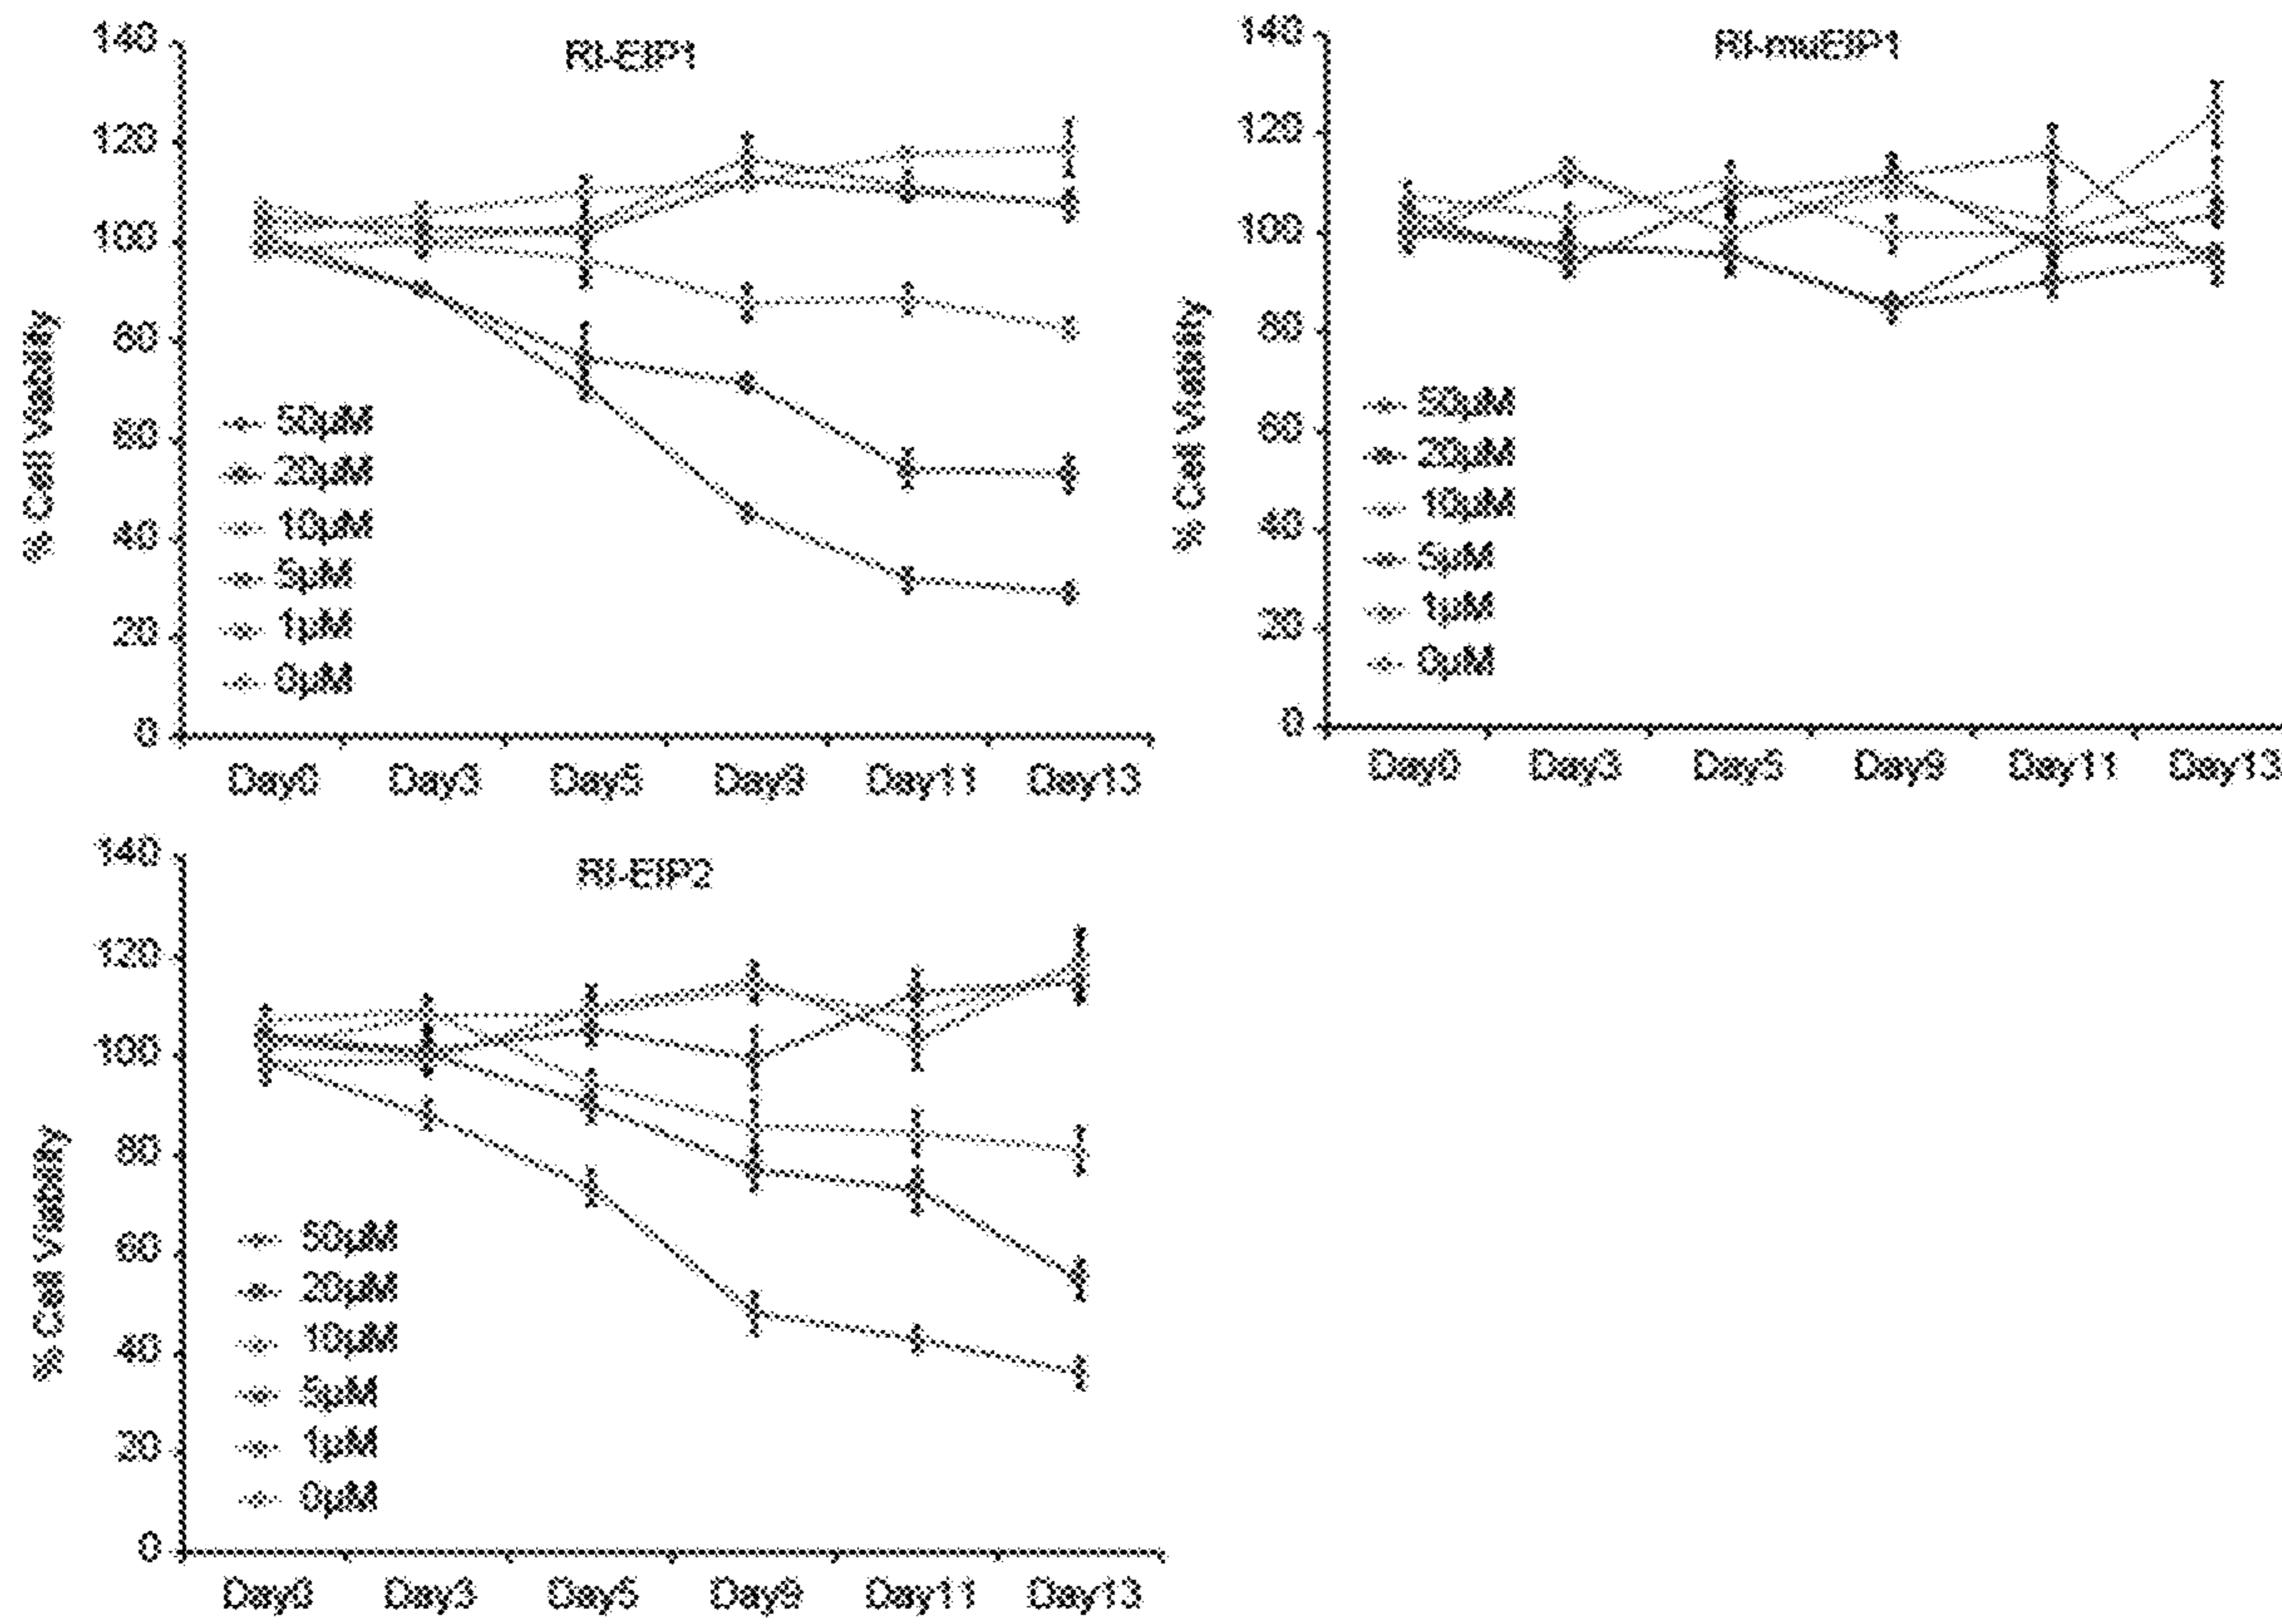 RI-EIP1
140
120
100
80
60
40
20
0
% Cell Viability
50µM
20µM
10µM
5µM
1µM
0µM
Day0 Day3 Day5 Day9 Day11 Day13
RI-muEIP1
140
120
100
80
60
40
20
0
% Cell Viability
50µM
20µM
10µM
5µM
1µM
0µM
Day0 Day3 Day5 Day9 Day11 Day13
RI-EIP2
140
120
100
80
60
40
20
0
% Cell Viability
50µM
20µM
10µM
5µM
1µM
0µM
Day0 Day3 Day5 Day9 Day11 Day13